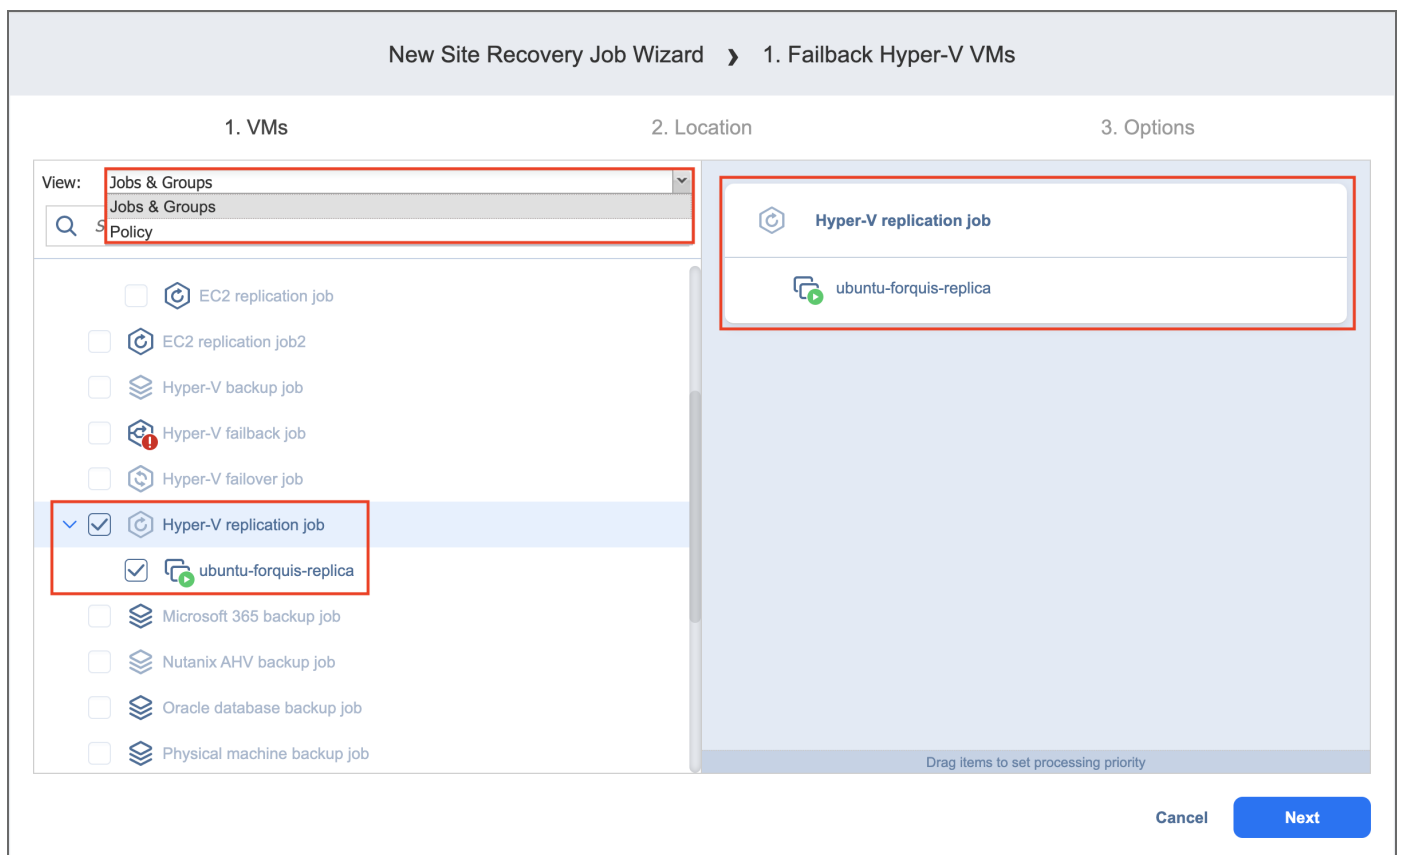 New Site Recovery Job Wizard ❯ 1. Failback Hyper-V VMs
1. VMs
2. Location
3. Options
View:
Jobs & Groups
Jobs & Groups
Policy
EC2 replication job
EC2 replication job2
Hyper-V backup job
Hyper-V failback job
Hyper-V failover job
Hyper-V replication job
ubuntu-forquis-replica
Microsoft 365 backup job
Nutanix AHV backup job
Oracle database backup job
Physical machine backup job
Hyper-V replication job
ubuntu-forquis-replica
Drag items to set processing priority
Cancel
Next